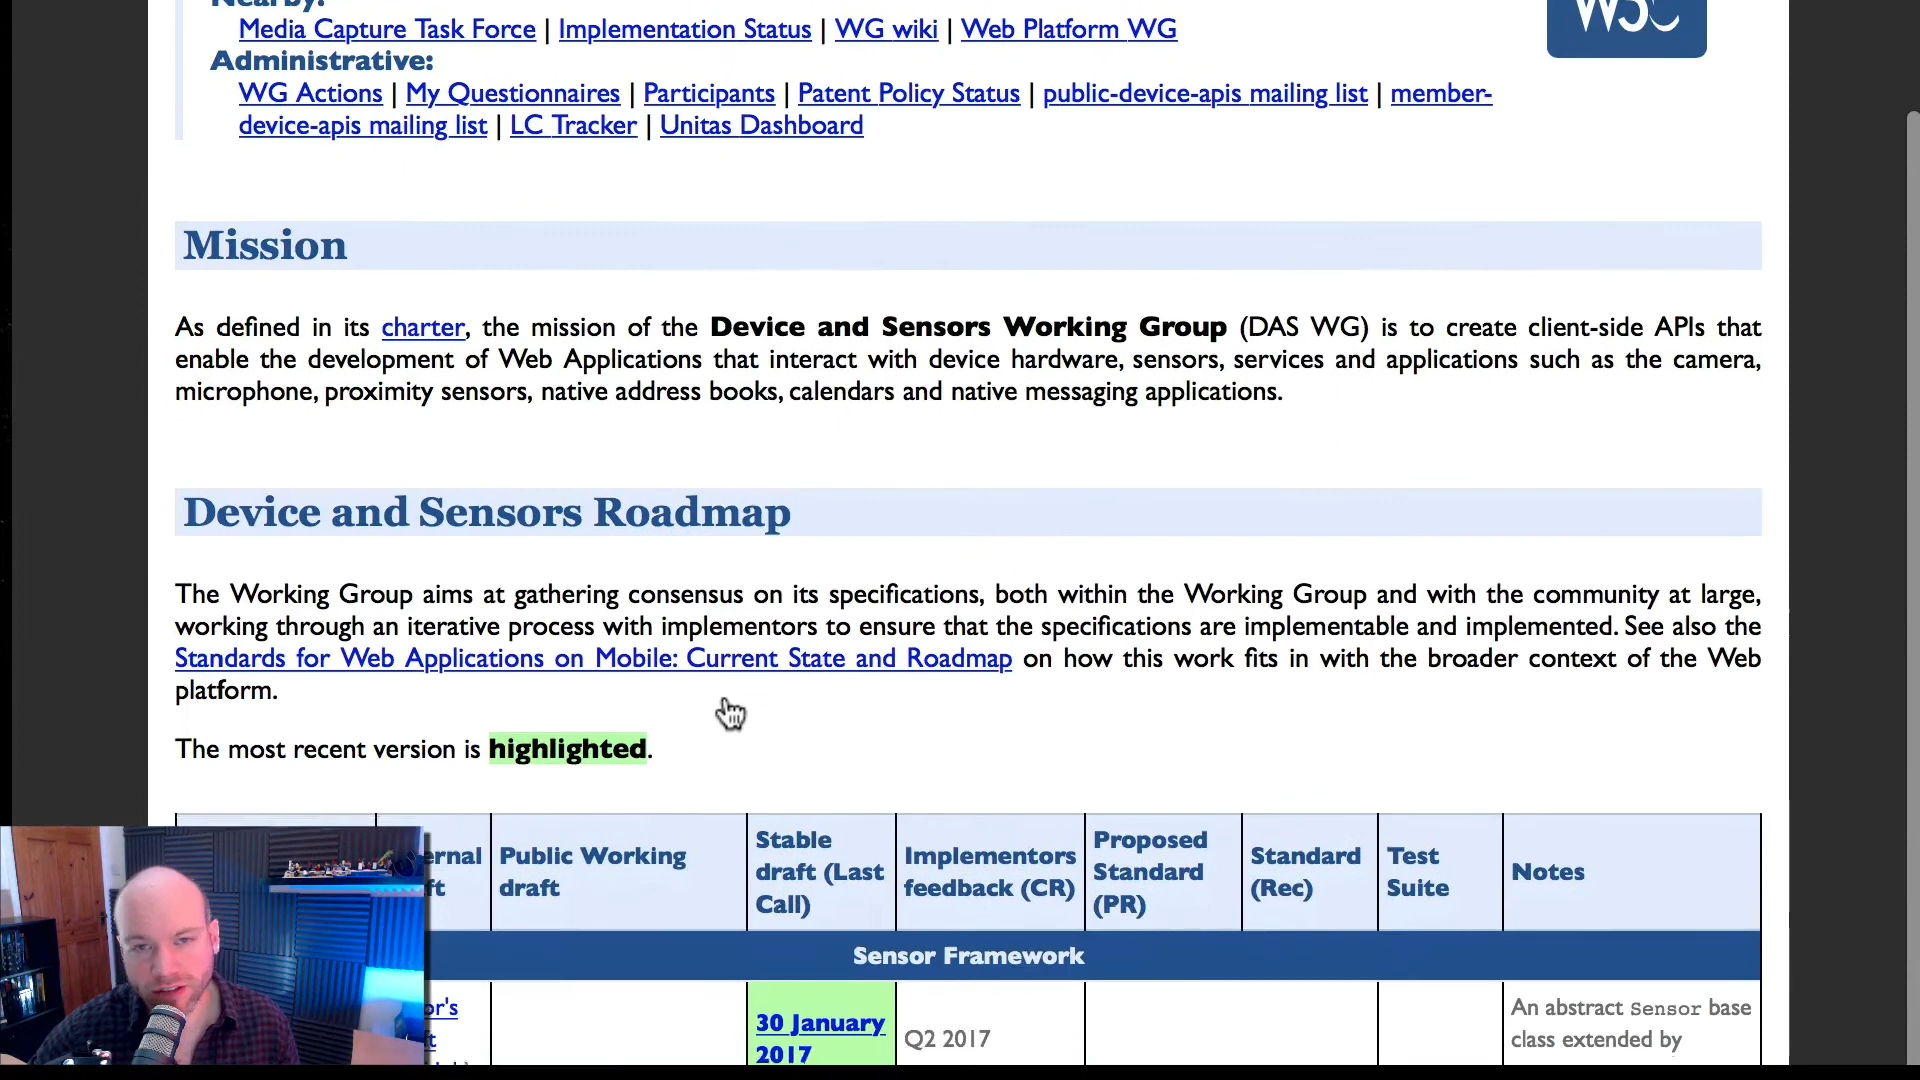 Nearby:
Media Capture Task Force | Implementation Status | WG wiki | Web Platform WG
W3C
Administrative:
WG Actions | My Questionnaires | Participants | Patent Policy Status | public-device-apis mailing list | member-
device-apis mailing list | LC Tracker | Unitas Dashboard
Mission
As defined in its charter, the mission of the Device and Sensors Working Group (DAS WG) is to create client-side APIs that
enable the development of Web Applications that interact with device hardware, sensors, services and applications such as the camera,
microphone, proximity sensors, native address books, calendars and native messaging applications.
Device and Sensors Roadmap
The Working Group aims at gathering consensus on its specifications, both within the Working Group and with the community at large,
working through an iterative process with implementors to ensure that the specifications are implementable and implemented. See also the
Standards for Web Applications on Mobile: Current State and Roadmap on how this work fits in with the broader context of the Web
platform.
The most recent version is highlighted.
ernal
ft
Public Working
draft
Stable
draft (Last
Call)
Implementors
feedback (CR)
Proposed
Standard
(PR)
Standard
(Rec)
Test
Suite
Notes
Sensor Framework
or's
ft
30 January
2017
Q2 2017
An abstract Sensor base
class extended by